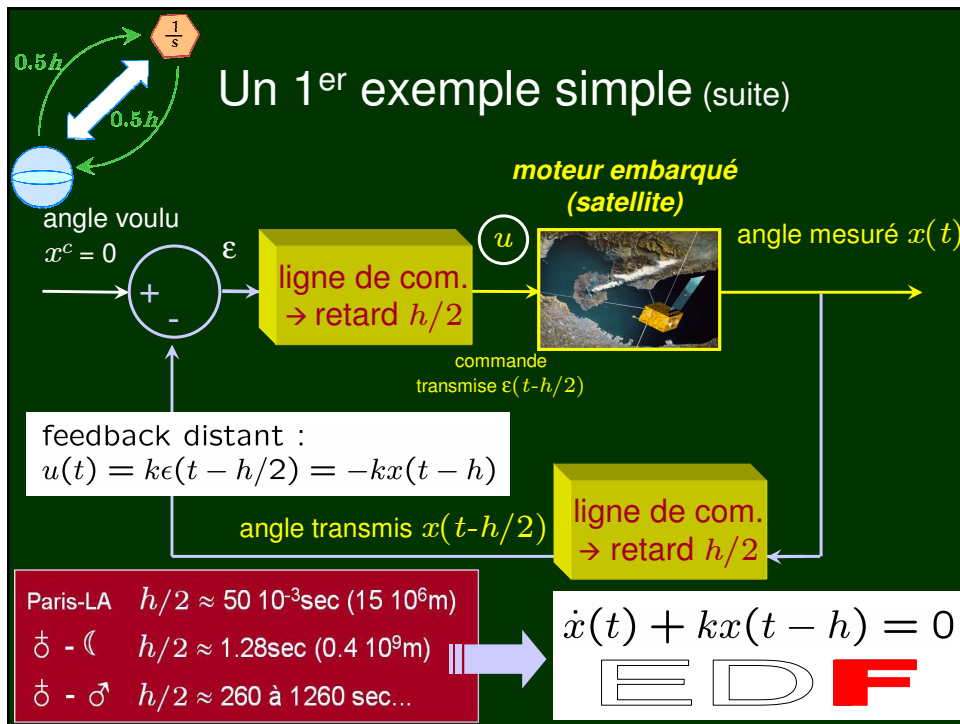 1/s
0.5h
0.5h
Un 1er exemple simple (suite)
moteur embarqué
(satellite)
angle voulu
x^c = 0
ε
u
angle mesuré x(t)
+
-
ligne de com.
→ retard h/2
commande
transmise ε(t-h/2)
feedback distant :
u(t) = kϵ(t − h/2) = −kx(t − h)
angle transmis x(t-h/2)
ligne de com.
→ retard h/2
Paris-LA h/2 ≈ 50 10^-3sec (15 10^6m)
♁ - ☾ h/2 ≈ 1.28sec (0.4 10^9m)
♁ - ♂ h/2 ≈ 260 à 1260 sec...
ẋ(t) + kx(t − h) = 0
EDF